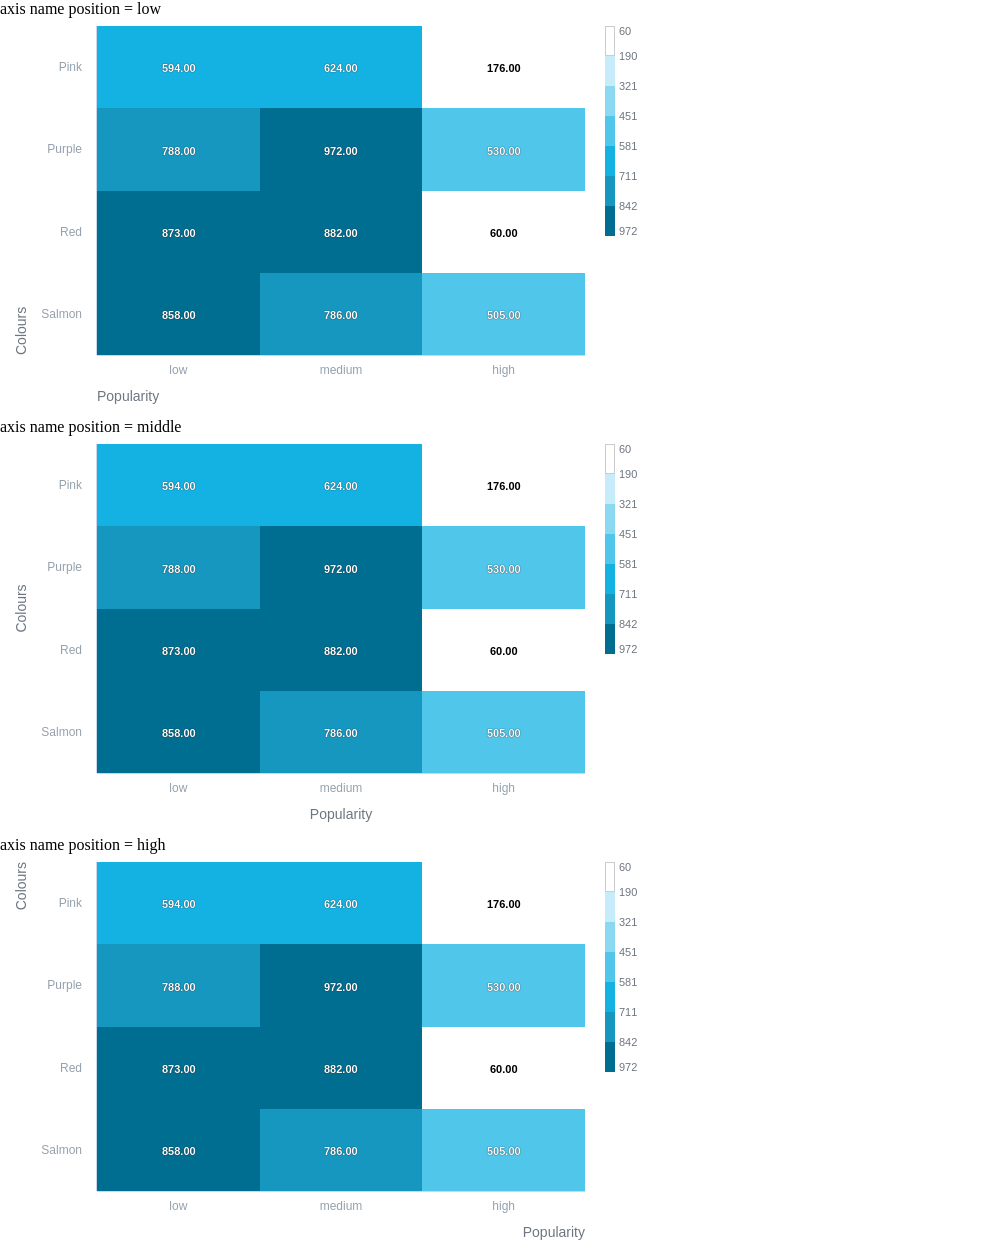 axis name position = low
60
Pink 594.00 624.00 176.00
190
321
451
Purple 788.00 972.00 530.00
581
711
842
Red 873.00 882.00 60.00
972
Salmon 858.00 786.00 505.00
Colours
low medium high
Popularity
axis name position = middle
60
Pink 594.00 624.00 176.00
190
321
451
Purple 788.00 972.00 530.00
581
711
Colours
842
Red 873.00 882.00 60.00
972
Salmon 858.00 786.00 505.00
low medium high
Popularity
axis name position = high
60
Colours
Pink 594.00 624.00 176.00
190
321
451
Purple 788.00 972.00 530.00
581
711
842
Red 873.00 882.00 60.00
972
Salmon 858.00 786.00 505.00
low medium high
Popularity